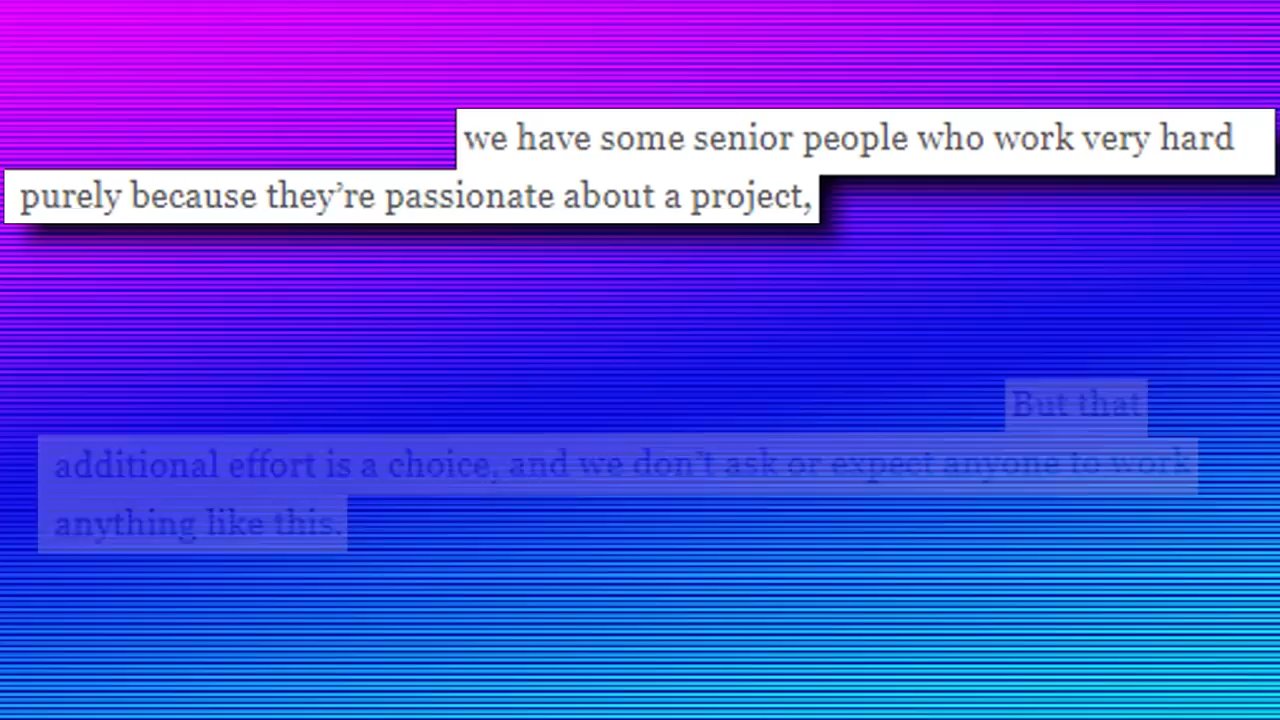 we have some senior people who work very hard
purely because they’re passionate about a project,
But that
additional effort is a choice, and we don’t ask or expect anyone to work
anything like this.